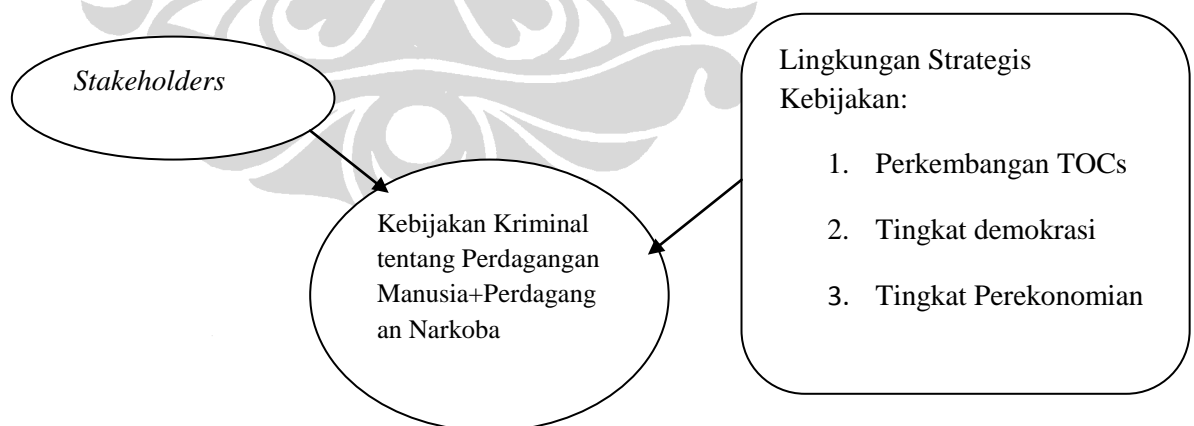 Stakeholders
Lingkungan Strategis
Kebijakan:
1. Perkembangan TOCs
2. Tingkat demokrasi
3. Tingkat Perekonomian
Kebijakan Kriminal
tentang Perdagangan
Manusia+Perdagang
an Narkoba